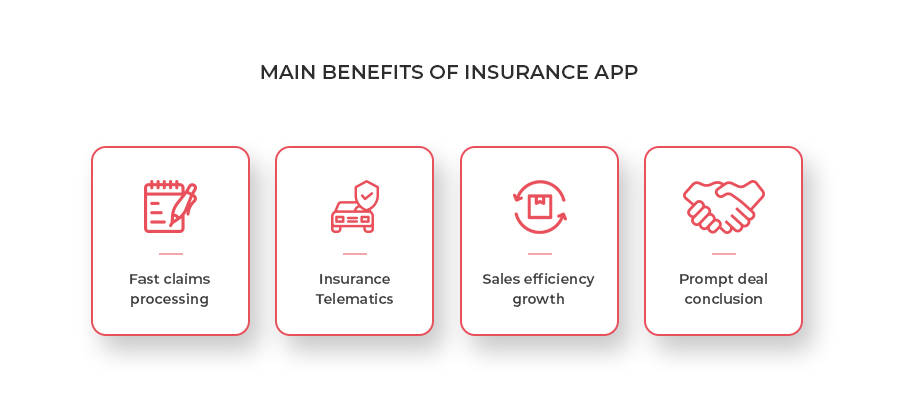 MAIN BENEFITS OF INSURANCE APP
Fast claims
processing
Insurance
Telematics
Sales efficiency
growth
Prompt deal
conclusion